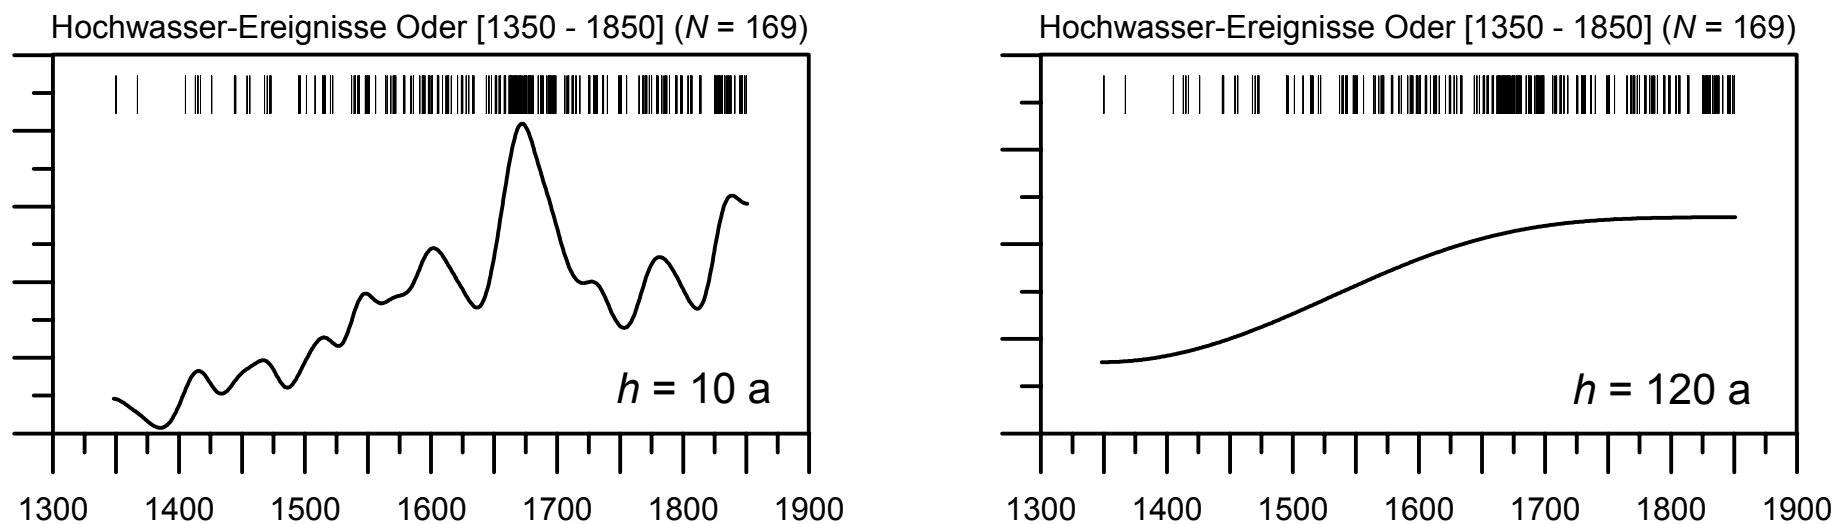 Hochwasser-Ereignisse Oder [1350 - 1850] (N = 169)
h = 10 a
1300 1400 1500 1600 1700 1800 1900
Hochwasser-Ereignisse Oder [1350 - 1850] (N = 169)
h = 120 a
1300 1400 1500 1600 1700 1800 1900